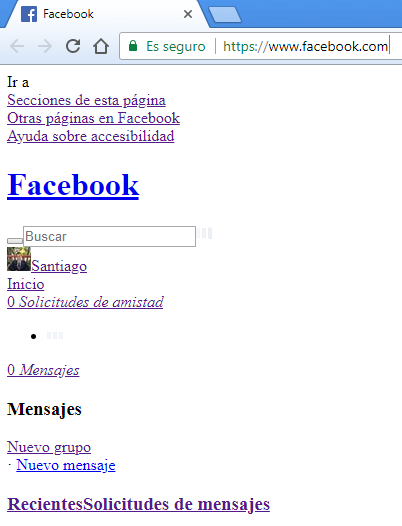 Facebook
Es seguro | https://www.facebook.com
Ir a
Secciones de esta página
Otras páginas en Facebook
Ayuda sobre accesibilidad
Facebook
Buscar
Santiago
Inicio
0 Solicitudes de amistad
0 Mensajes
Mensajes
Nuevo grupo
· Nuevo mensaje
RecientesSolicitudes de mensajes